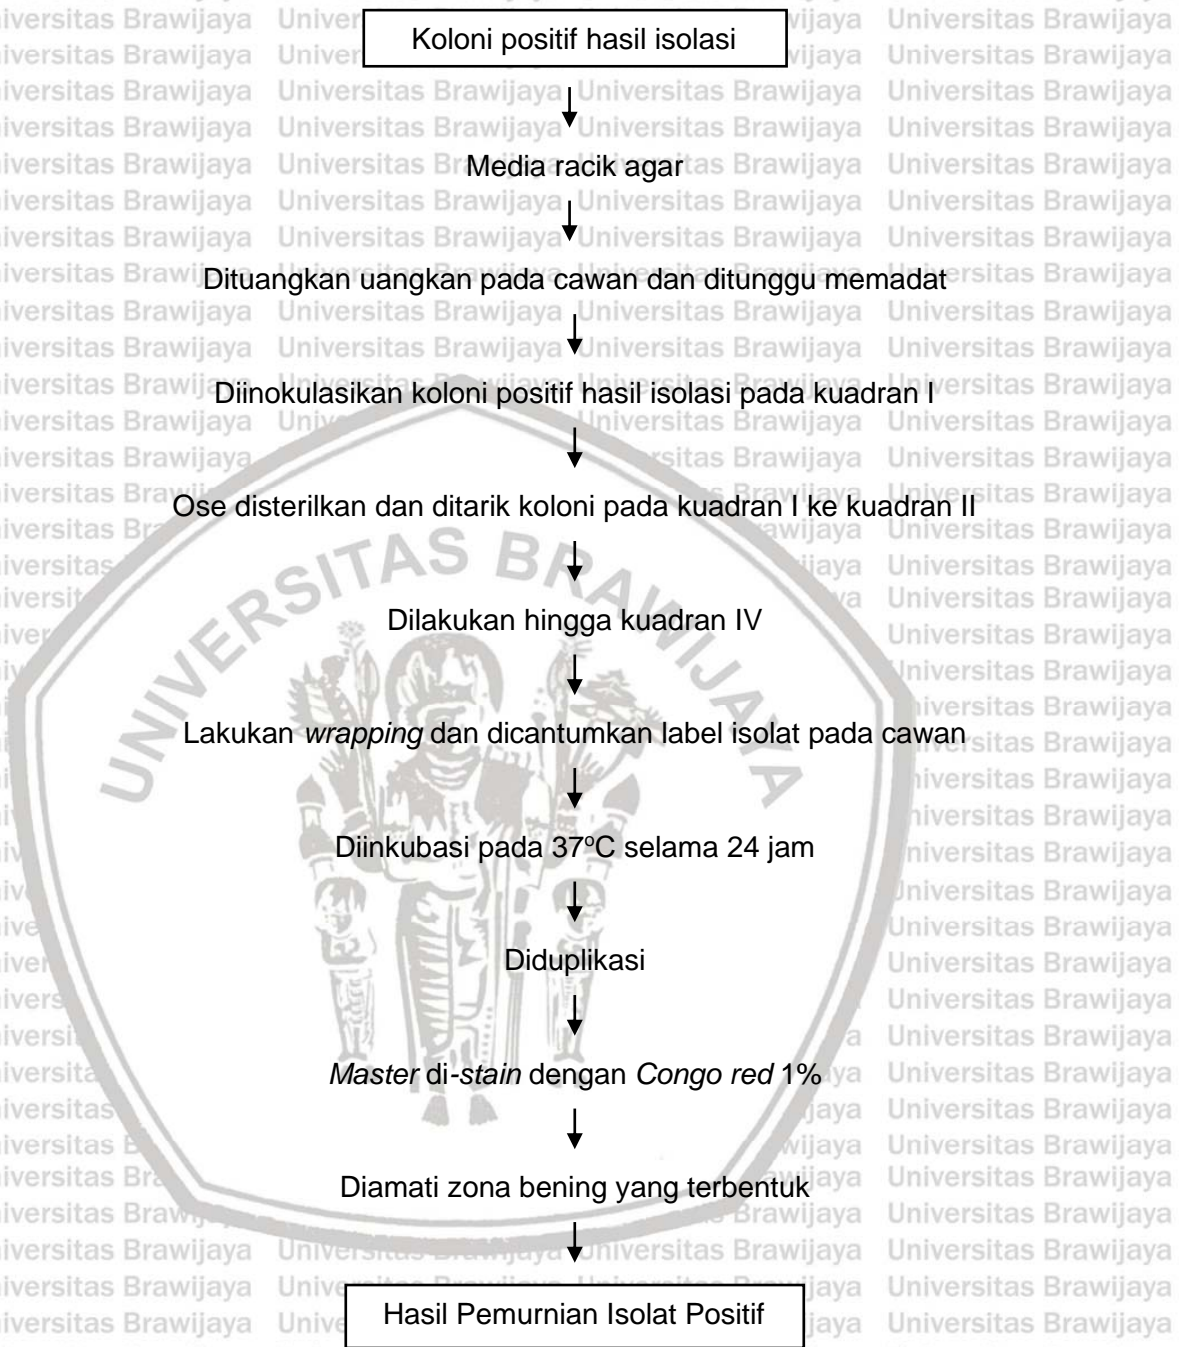 Koloni positif hasil isolasi
Media racik agar
Dituangkan uangkan pada cawan dan ditunggu memadat
Diinokulasikan koloni positif hasil isolasi pada kuadran I
Ose disterilkan dan ditarik koloni pada kuadran I ke kuadran II
UNIVERSITAS BRAWIJAYA
Dilakukan hingga kuadran IV
Lakukan wrapping dan dicantumkan label isolat pada cawan
Diinkubasi pada 37ºC selama 24 jam
Diduplikasi
Master di-stain dengan Congo red 1%
Diamati zona bening yang terbentuk
Hasil Pemurnian Isolat Positif